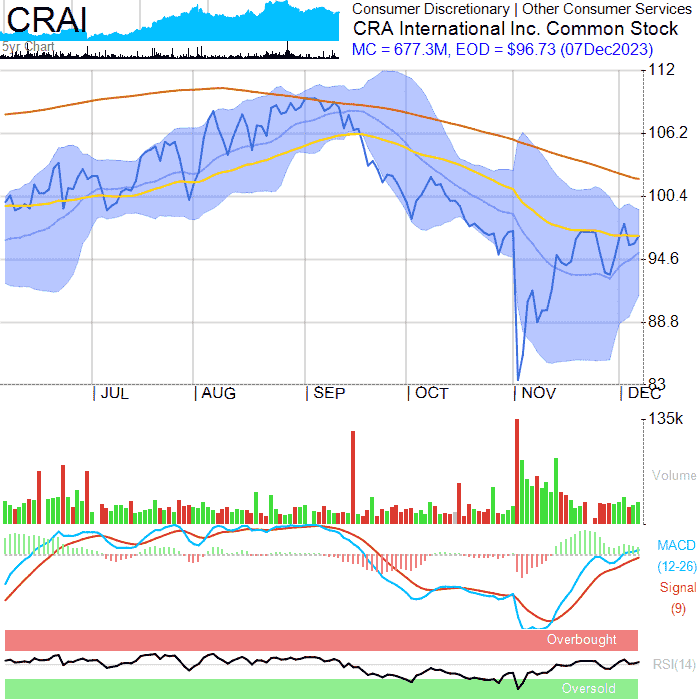 CRAI
Consumer Discretionary | Other Consumer Services
CRA International Inc. Common Stock
5yr Chart
MC = 677.3M, EOD = $96.73 (07Dec2023)
112
106.2
100.4
94.6
88.8
83
JUL AUG SEP OCT NOV DEC
135k
Volume
MACD
(12-26)
Signal
(9)
Overbought
RSI(14)
Oversold